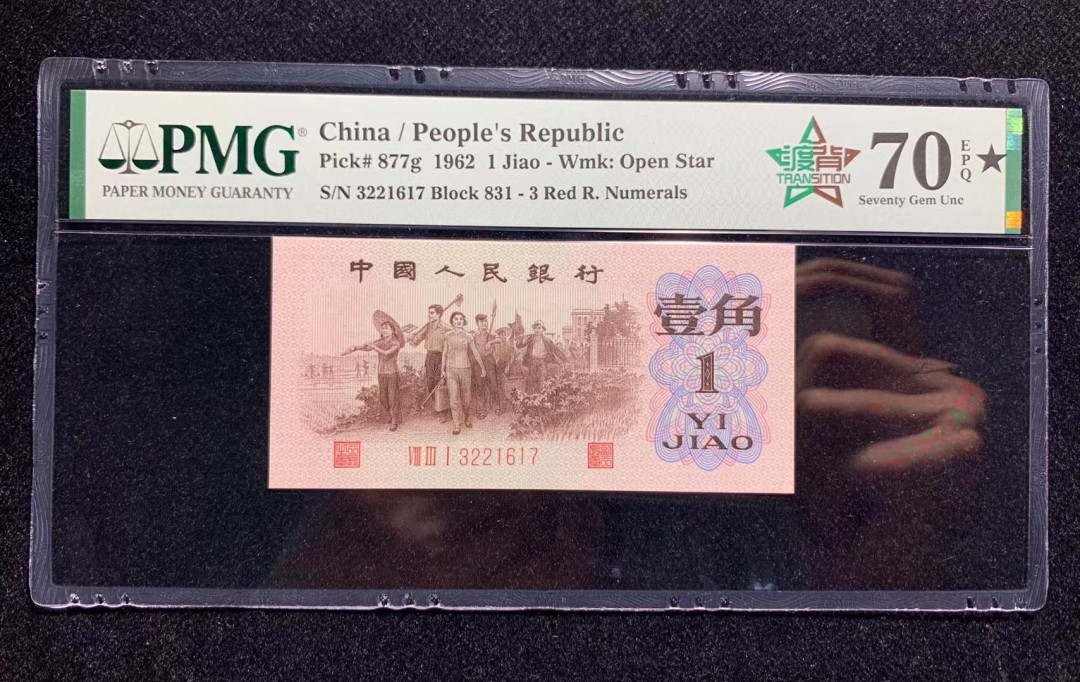 PMG®
PAPER MONEY GUARANTY
China / People's Republic
Pick# 877g 1962 1 Jiao - Wmk: Open Star
S/N 3221617 Block 831 - 3 Red R. Numerals
渡背
TRANSITION
70 EPQ ★
Seventy Gem Unc
中國人民銀行
壹角
1
YI
JIAO
VIII III I 3221617